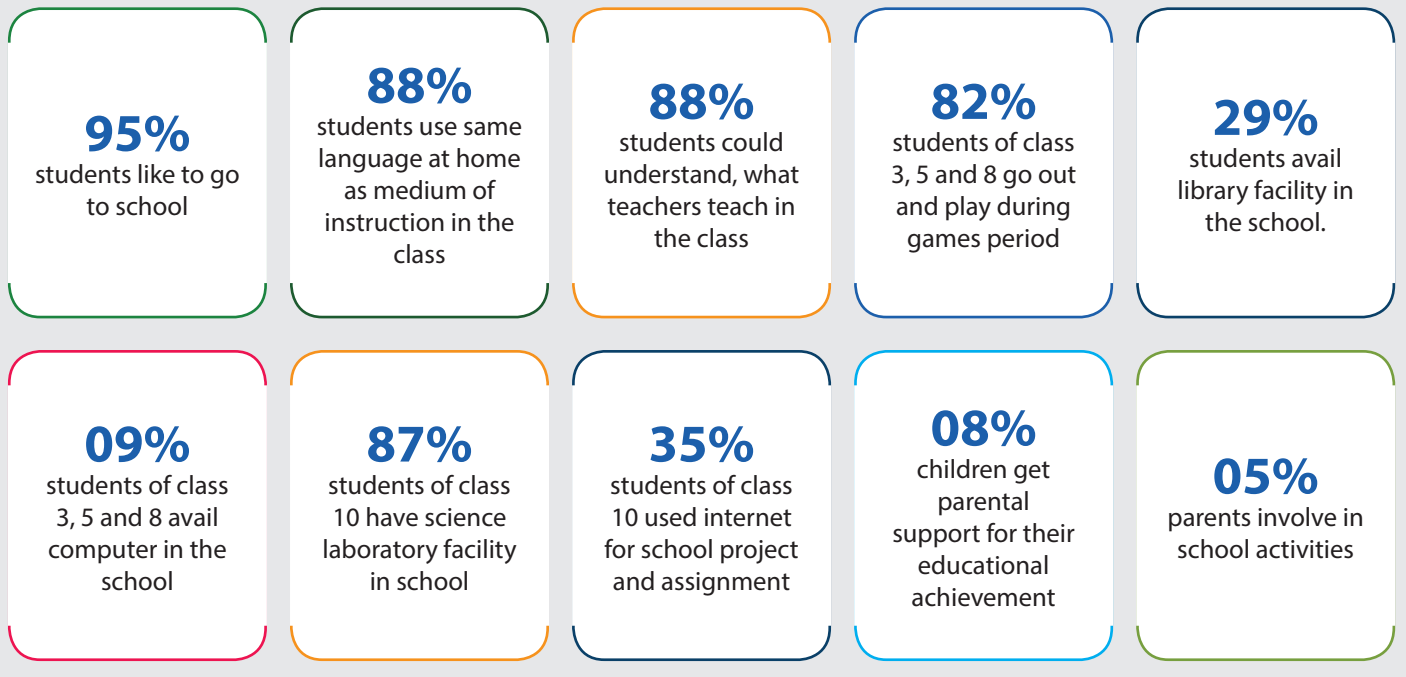 95%
students like to go
to school
88%
students use same
language at home
as medium of
instruction in the
class
88%
students could
understand, what
teachers teach in
the class
82%
students of class
3, 5 and 8 go out
and play during
games period
29%
students avail
library facility in
the school.
09%
students of class
3, 5 and 8 avail
computer in the
school
87%
students of class
10 have science
laboratory facility
in school
35%
students of class
10 used internet
for school project
and assignment
08%
children get
parental
support for their
educational
achievement
05%
parents involve in
school activities